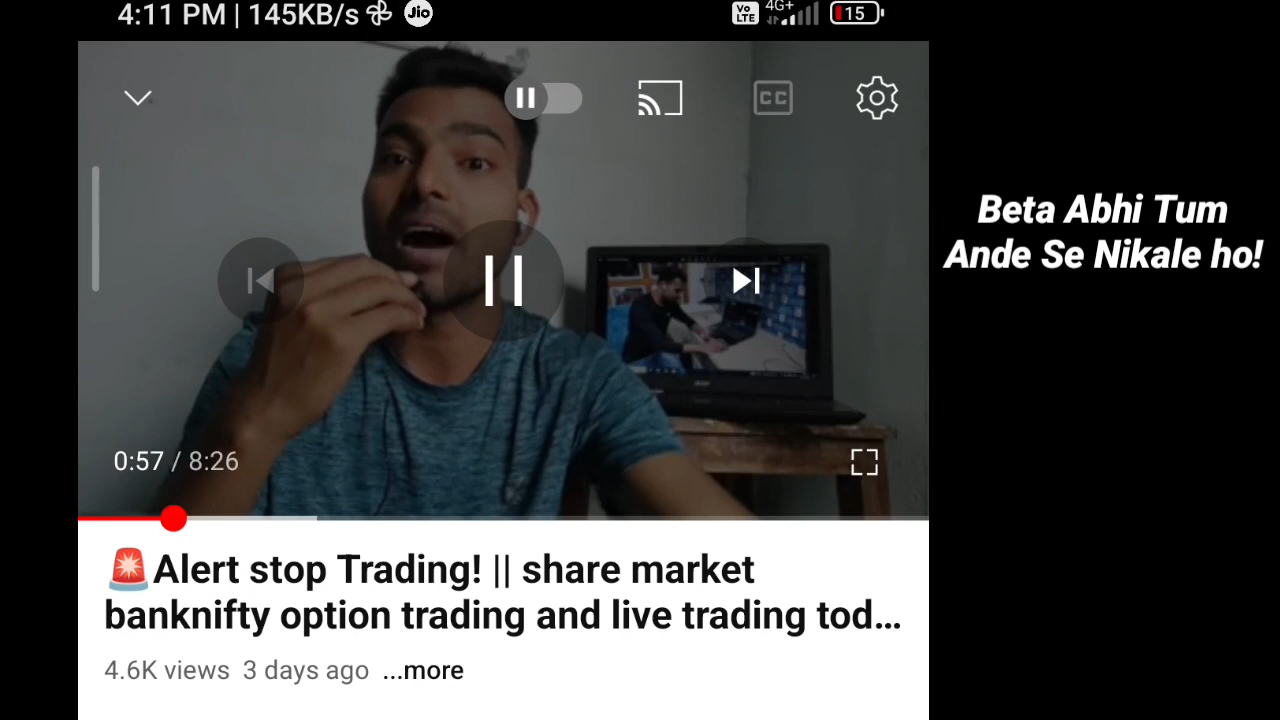 4:11 PM | 145KB/s Jio
Vo LTE 4G+ 15
CC
Beta Abhi Tum
Ande Se Nikale ho!
0:57 / 8:26
🚨Alert stop Trading! || share market
banknifty option trading and live trading tod...
4.6K views 3 days ago ...more